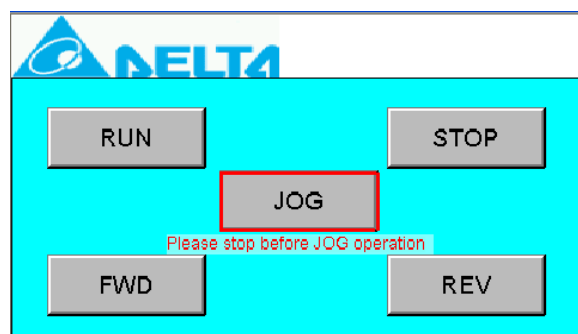 DELTA
RUN
STOP
JOG
Please stop before JOG operation
FWD
REV